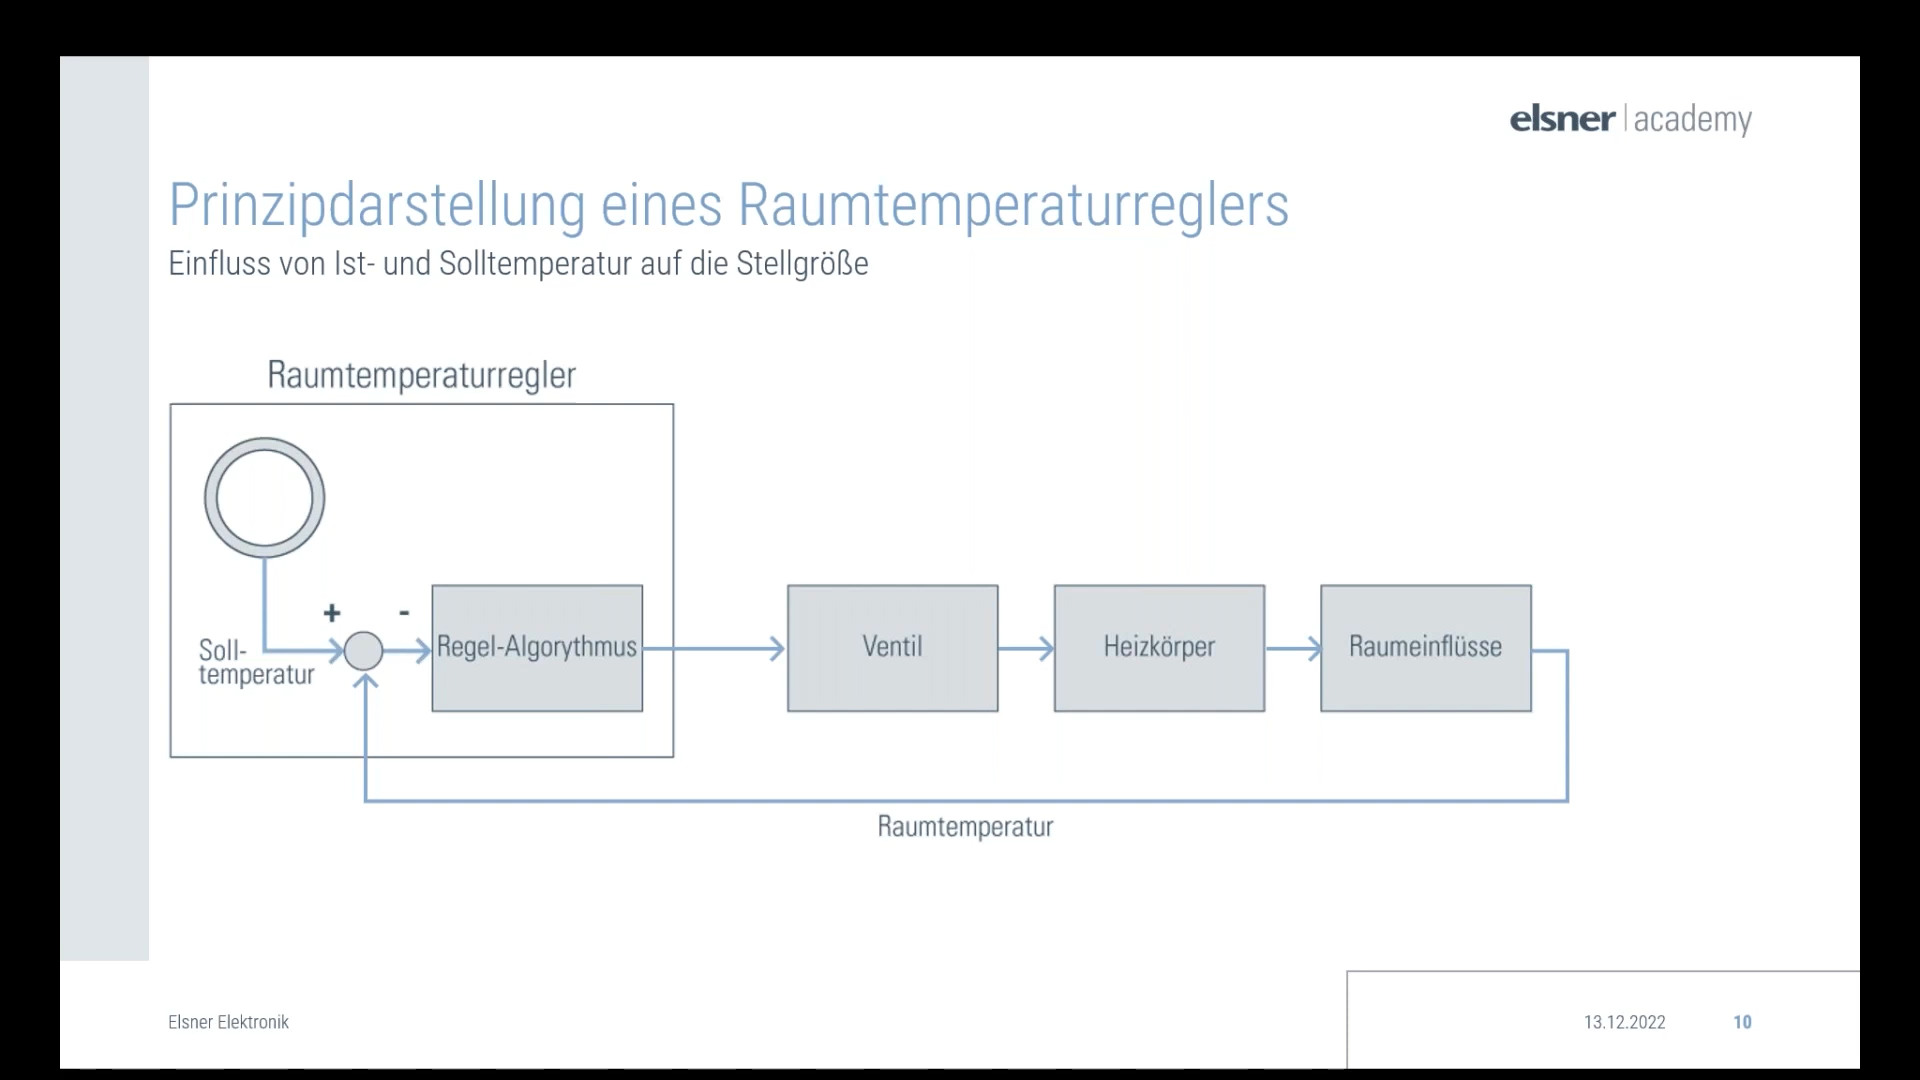 elsner | academy
Prinzipdarstellung eines Raumtemperaturreglers
Einfluss von Ist- und Solltemperatur auf die Stellgröße
Raumtemperaturregler
+ -
Soll-
temperatur
Regel-Algorythmus
Ventil
Heizkörper
Raumeinflüsse
Raumtemperatur
Elsner Elektronik
13.12.2022
10